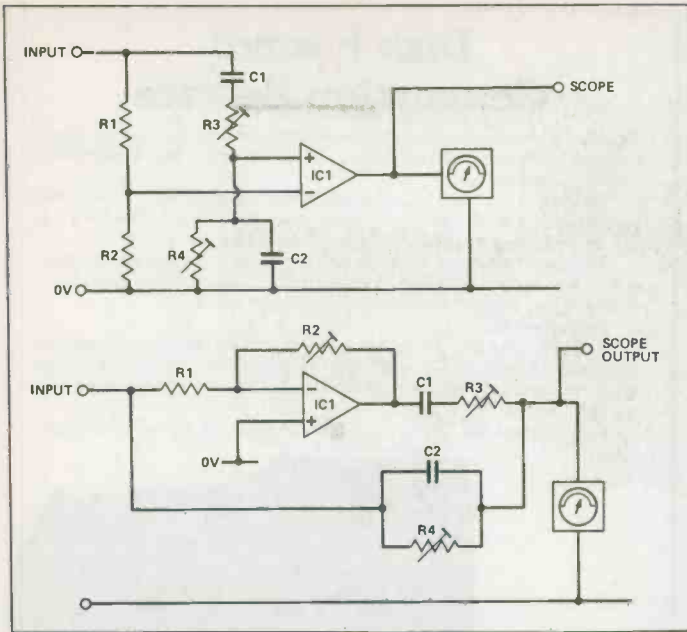 INPUT
C1
SCOPE
R1
R3
IC1
+
−
R2
R4
C2
0V
R2
SCOPE
OUTPUT
INPUT
R1
−
IC1
+
C1
R3
0V
C2
R4